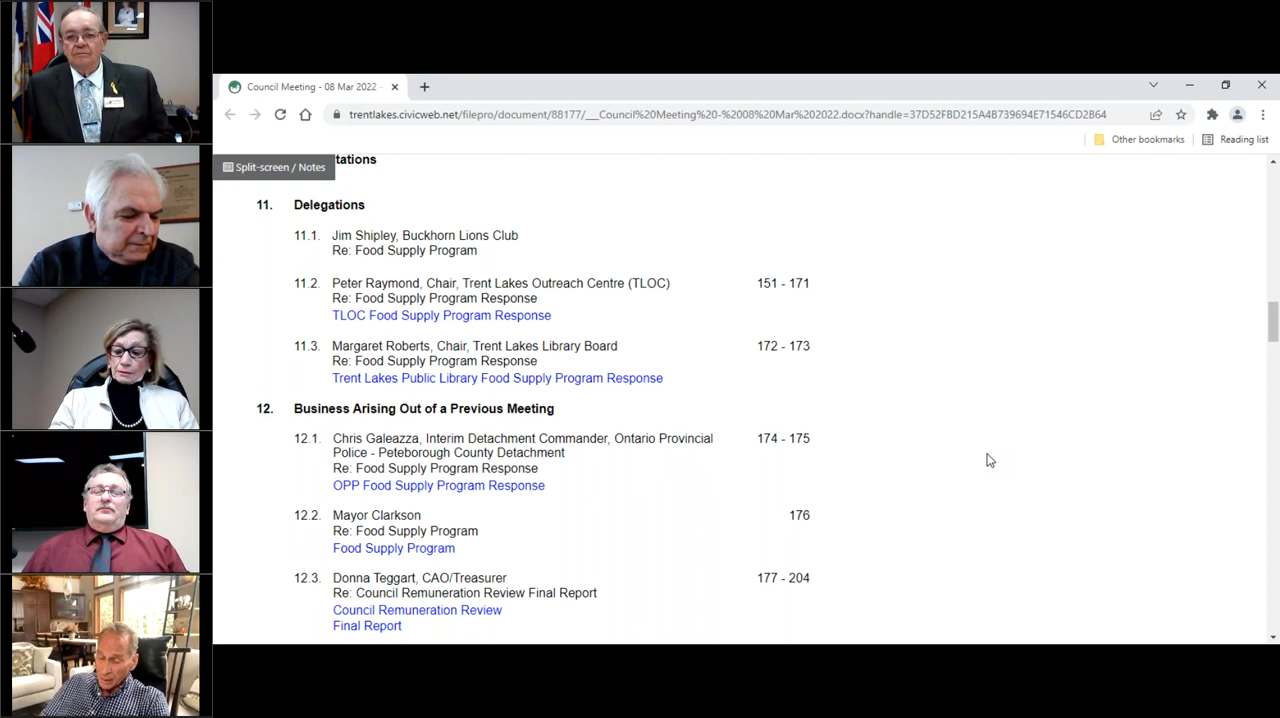 Council Meeting - 08 Mar 2022 -
trentlakes.civicweb.net/filepro/document/88177/___Council%20Meeting%20-%2008%20Mar%202022.docx?handle=37D52FBD215A4B739694E71546CD2B64
Other bookmarks
Reading list
Split-screen / Notes
tations
11. Delegations
11.1. Jim Shipley, Buckhorn Lions Club
Re: Food Supply Program
11.2. Peter Raymond, Chair, Trent Lakes Outreach Centre (TLOC) 151 - 171
Re: Food Supply Program Response
TLOC Food Supply Program Response
11.3. Margaret Roberts, Chair, Trent Lakes Library Board 172 - 173
Re: Food Supply Program Response
Trent Lakes Public Library Food Supply Program Response
12. Business Arising Out of a Previous Meeting
12.1. Chris Galeazza, Interim Detachment Commander, Ontario Provincial 174 - 175
Police - Peteborough County Detachment
Re: Food Supply Program Response
OPP Food Supply Program Response
12.2. Mayor Clarkson 176
Re: Food Supply Program
Food Supply Program
12.3. Donna Teggart, CAO/Treasurer 177 - 204
Re: Council Remuneration Review Final Report
Council Remuneration Review
Final Report